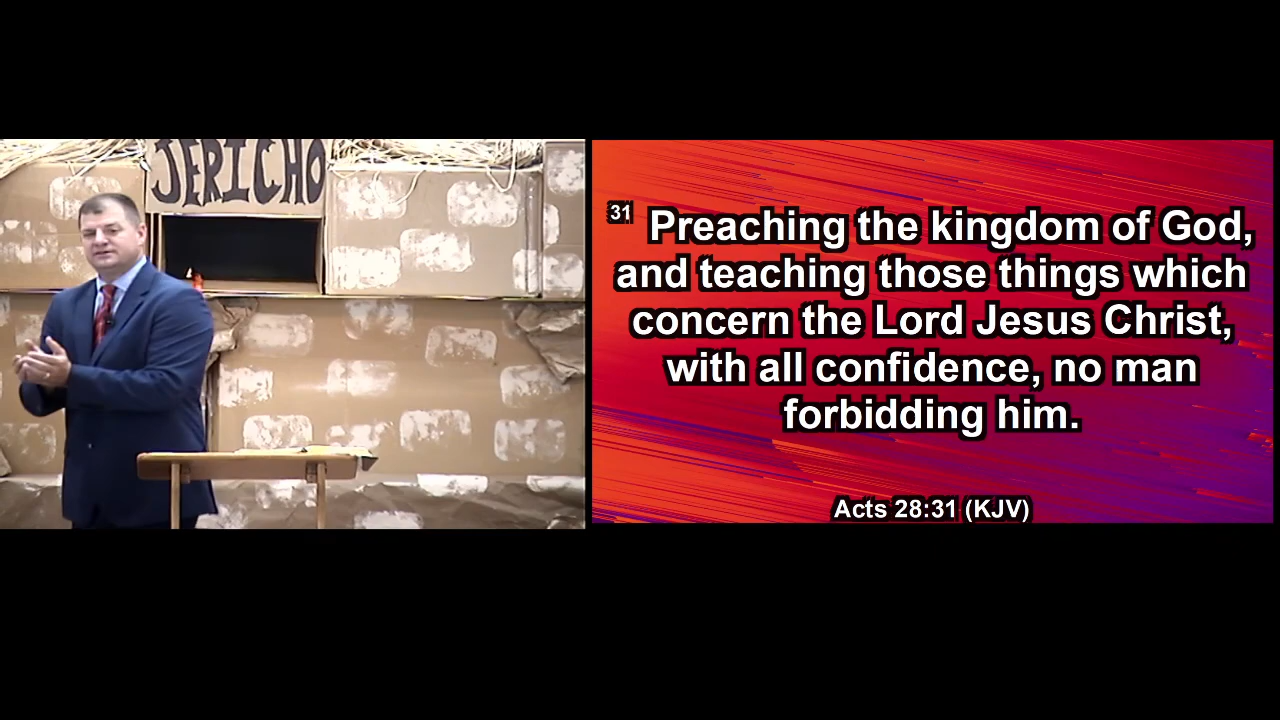 JERICHO
31 Preaching the kingdom of God,
and teaching those things which
concern the Lord Jesus Christ,
with all confidence, no man
forbidding him.
Acts 28:31 (KJV)